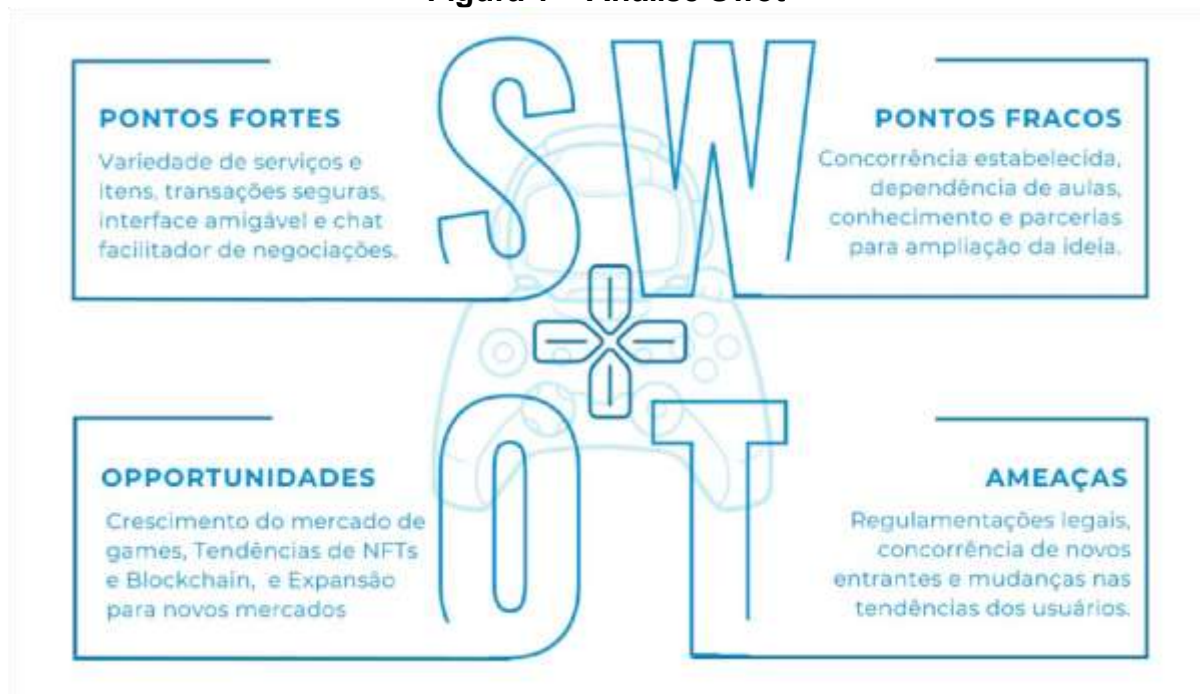 PONTOS FORTES
Variedade de serviços e
itens, transações seguras,
interface amigável e chat
facilitador de negociações.
SW
PONTOS FRACOS
Concorrência estabelecida,
dependência de aulas,
conhecimento e parcerias
para ampliação da ideia.
OPPORTUNIDADES
Crescimento do mercado de
games, Tendências de NFTs
e Blockchain, e Expansão
para novos mercados
OT
AMEAÇAS
Regulamentações legais,
concorrência de novos
entrantes e mudanças nas
tendências dos usuários.